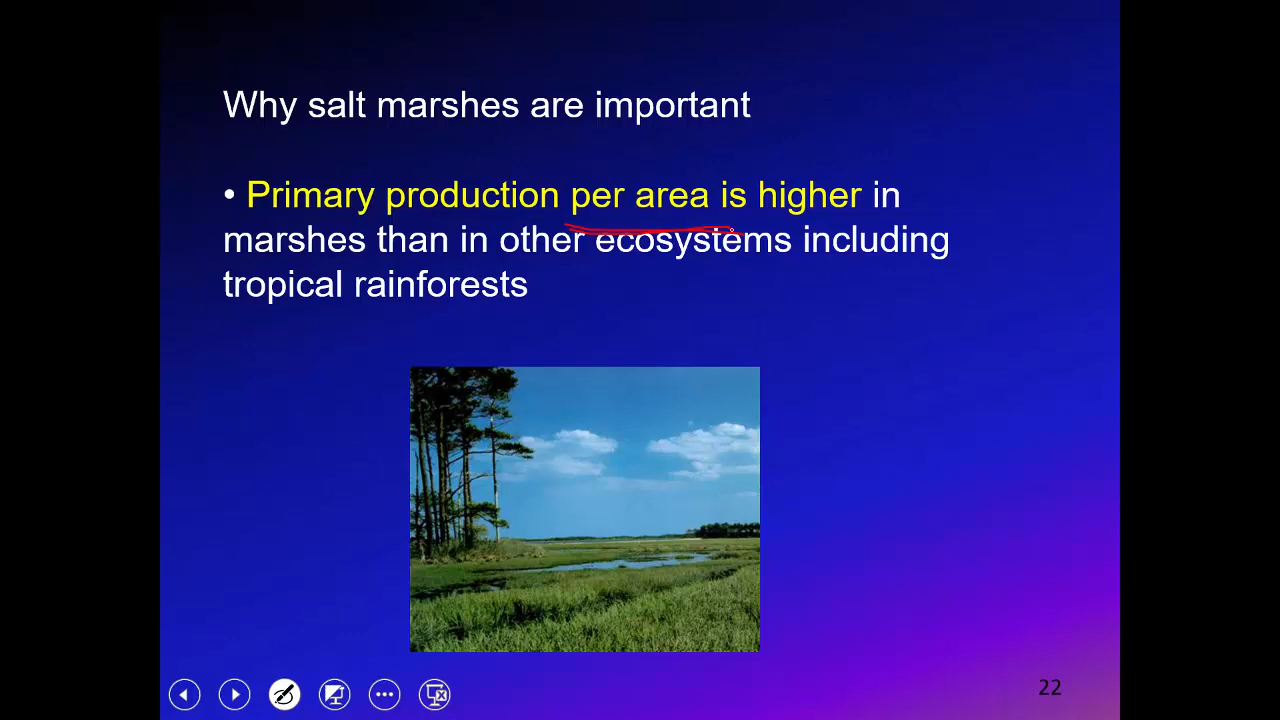 Why salt marshes are important
• Primary production per area is higher in
marshes than in other ecosystems including
tropical rainforests
22